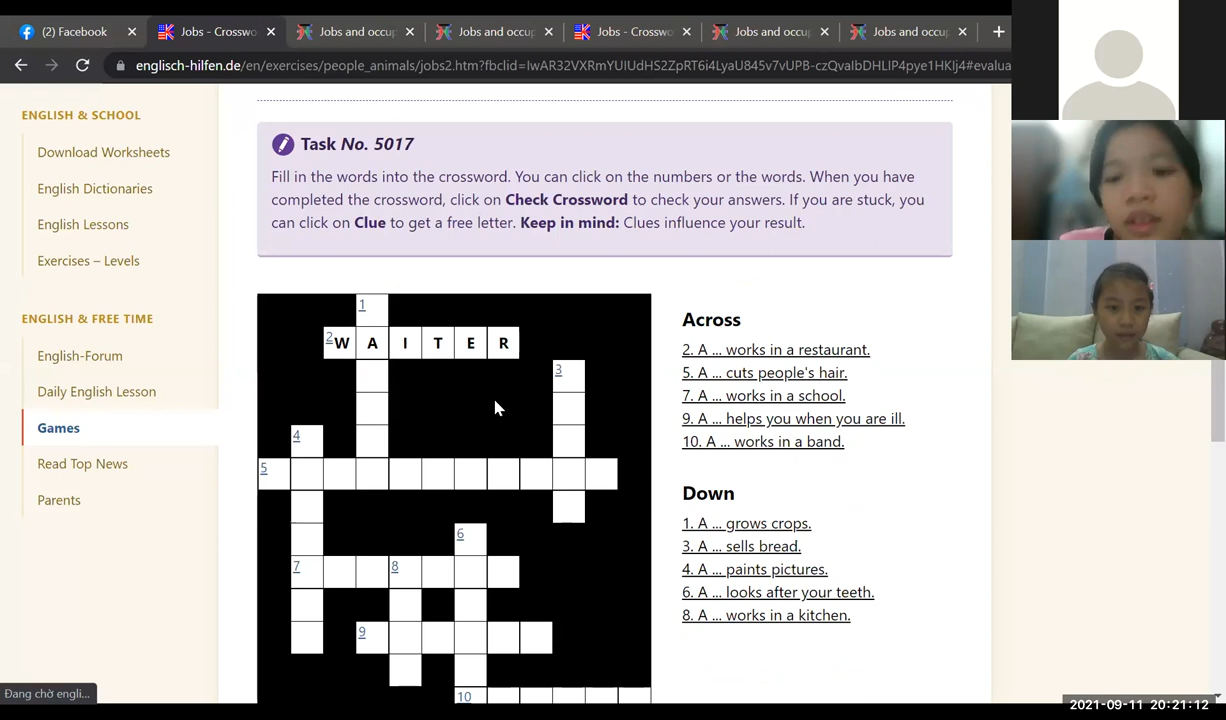 (2) Facebook
Jobs - Crosswo
Jobs and occup
Jobs and occup
Jobs - Crosswo
Jobs and occup
Jobs and occup
englisch-hilfen.de/en/exercises/people_animals/jobs2.htm?fbclid=IwAR32VXRmYUIUdHS2ZpRT6i4LyaU845v7vUPB-czQvaIbDHLIP4pye1HKIj4#evalua
ENGLISH & SCHOOL
Download Worksheets
English Dictionaries
English Lessons
Exercises – Levels
ENGLISH & FREE TIME
English-Forum
Daily English Lesson
Games
Read Top News
Parents
Task No. 5017
Fill in the words into the crossword. You can click on the numbers or the words. When you have
completed the crossword, click on Check Crossword to check your answers. If you are stuck, you
can click on Clue to get a free letter. Keep in mind: Clues influence your result.
1
2 W A I T E R
3
4
5
6
7 8
9
10
Across
2. A ... works in a restaurant.
5. A ... cuts people's hair.
7. A ... works in a school.
9. A ... helps you when you are ill.
10. A ... works in a band.
Down
1. A ... grows crops.
3. A ... sells bread.
4. A ... paints pictures.
6. A ... looks after your teeth.
8. A ... works in a kitchen.
Đang chờ engli...
2021-09-11 20:21:12